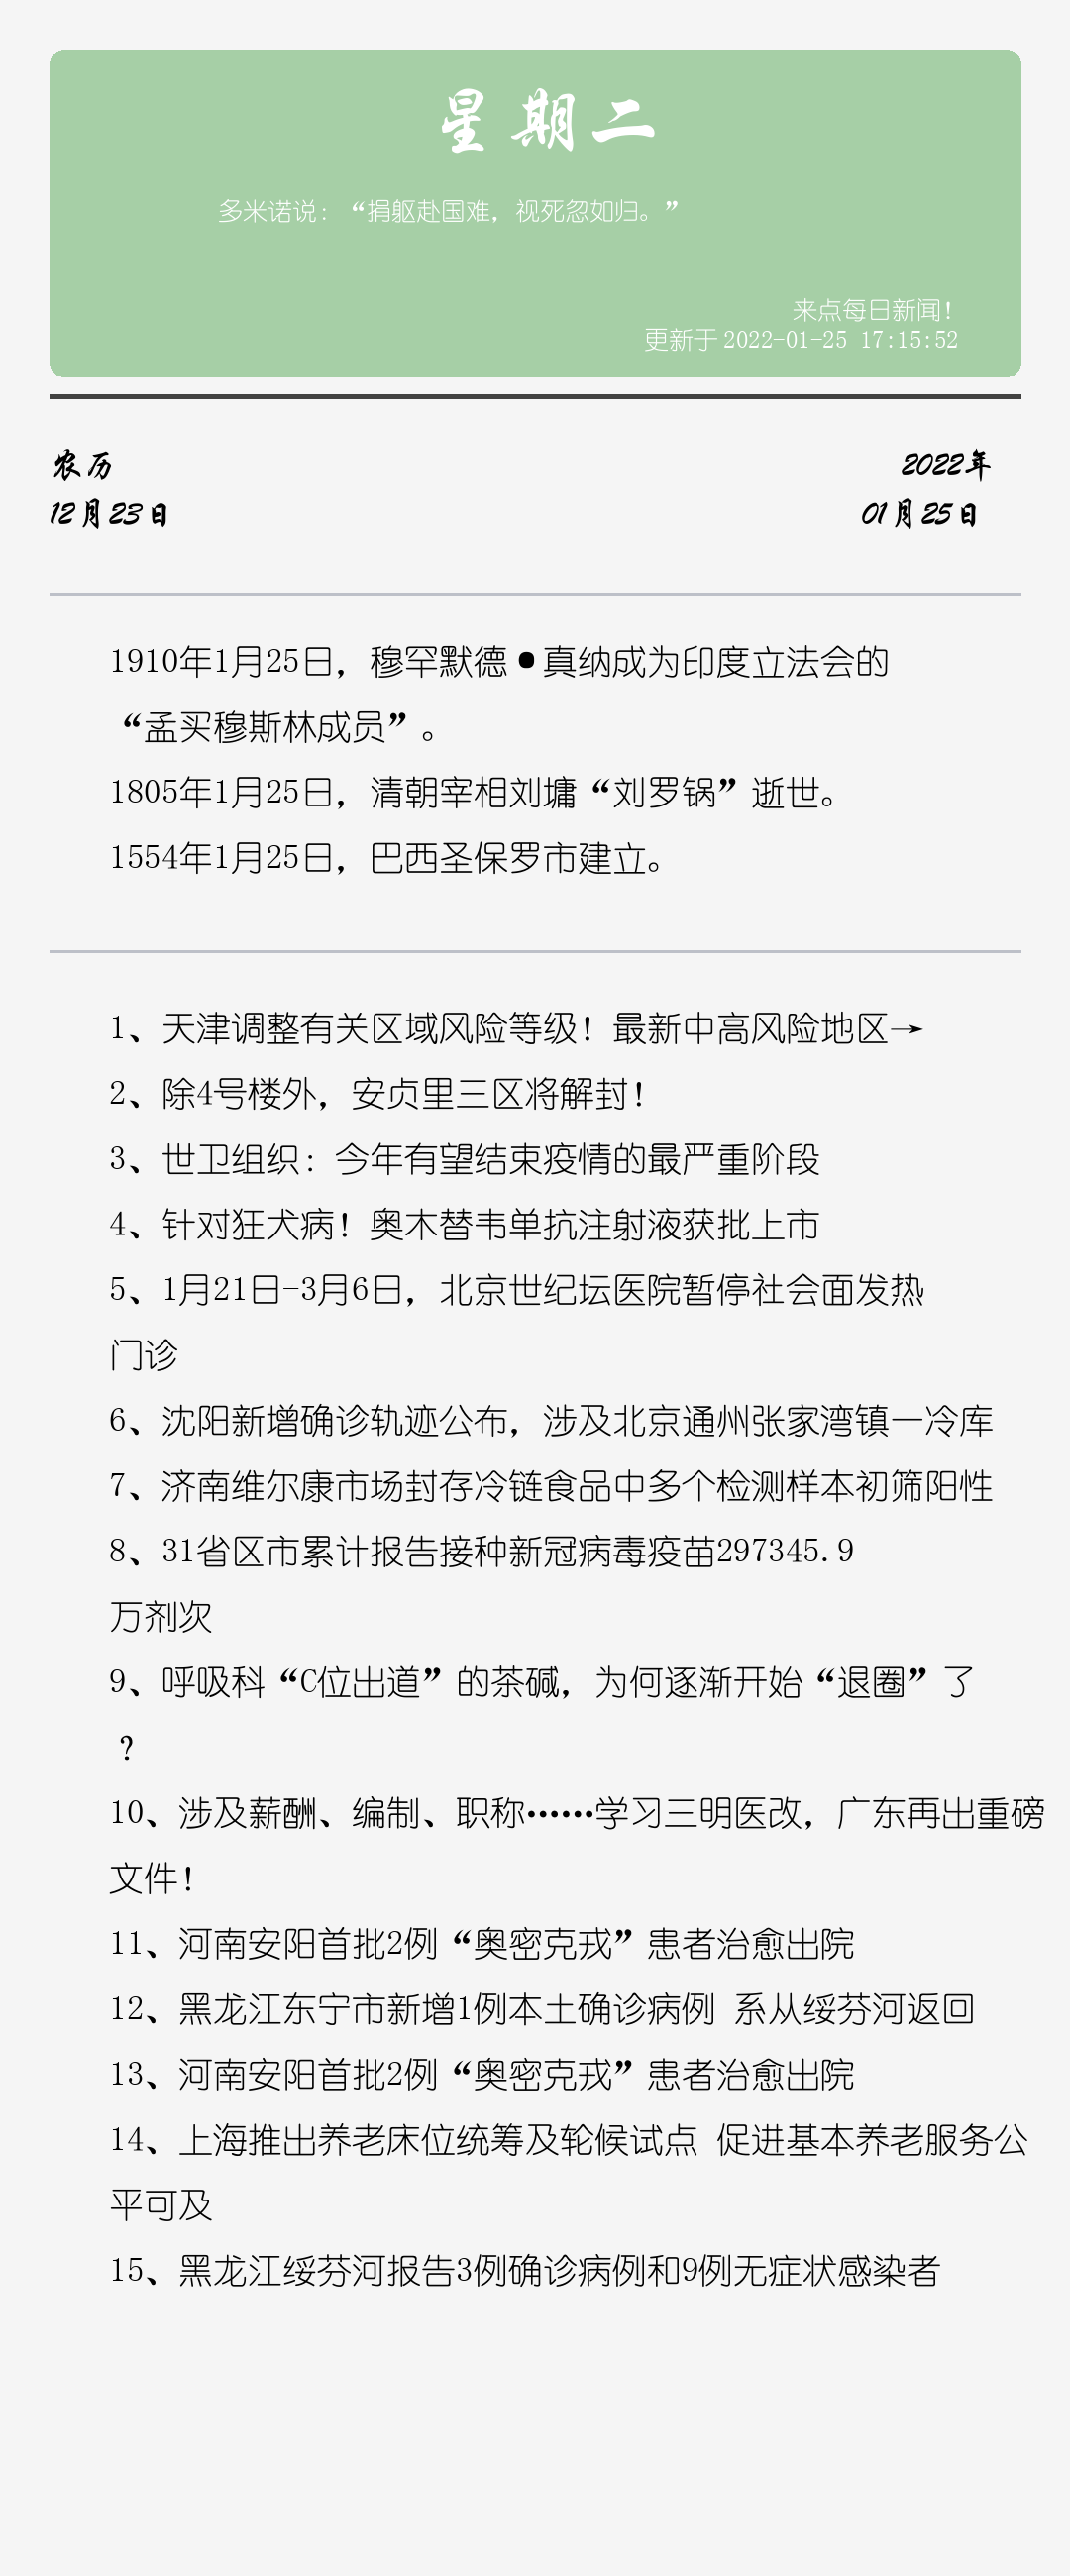 星期二
多米诺说：“捐躯赴国难，视死忽如归。”
来点每日新闻！
更新于 2022-01-25 17:15:52
农历
12月23日
2022年
01月25日
1910年1月25日，穆罕默德●真纳成为印度立法会的
“孟买穆斯林成员”。
1805年1月25日，清朝宰相刘墉“刘罗锅”逝世。
1554年1月25日，巴西圣保罗市建立。
1、天津调整有关区域风险等级！最新中高风险地区→
2、除4号楼外，安贞里三区将解封！
3、世卫组织：今年有望结束疫情的最严重阶段
4、针对狂犬病！奥木替韦单抗注射液获批上市
5、1月21日-3月6日，北京世纪坛医院暂停社会面发热
门诊
6、沈阳新增确诊轨迹公布，涉及北京通州张家湾镇一冷库
7、济南维尔康市场封存冷链食品中多个检测样本初筛阳性
8、31省区市累计报告接种新冠病毒疫苗297345.9
万剂次
9、呼吸科“C位出道”的茶碱，为何逐渐开始“退圈”了
？
10、涉及薪酬、编制、职称……学习三明医改，广东再出重磅
文件！
11、河南安阳首批2例“奥密克戎”患者治愈出院
12、黑龙江东宁市新增1例本土确诊病例 系从绥芬河返回
13、河南安阳首批2例“奥密克戎”患者治愈出院
14、上海推出养老床位统筹及轮候试点 促进基本养老服务公
平可及
15、黑龙江绥芬河报告3例确诊病例和9例无症状感染者